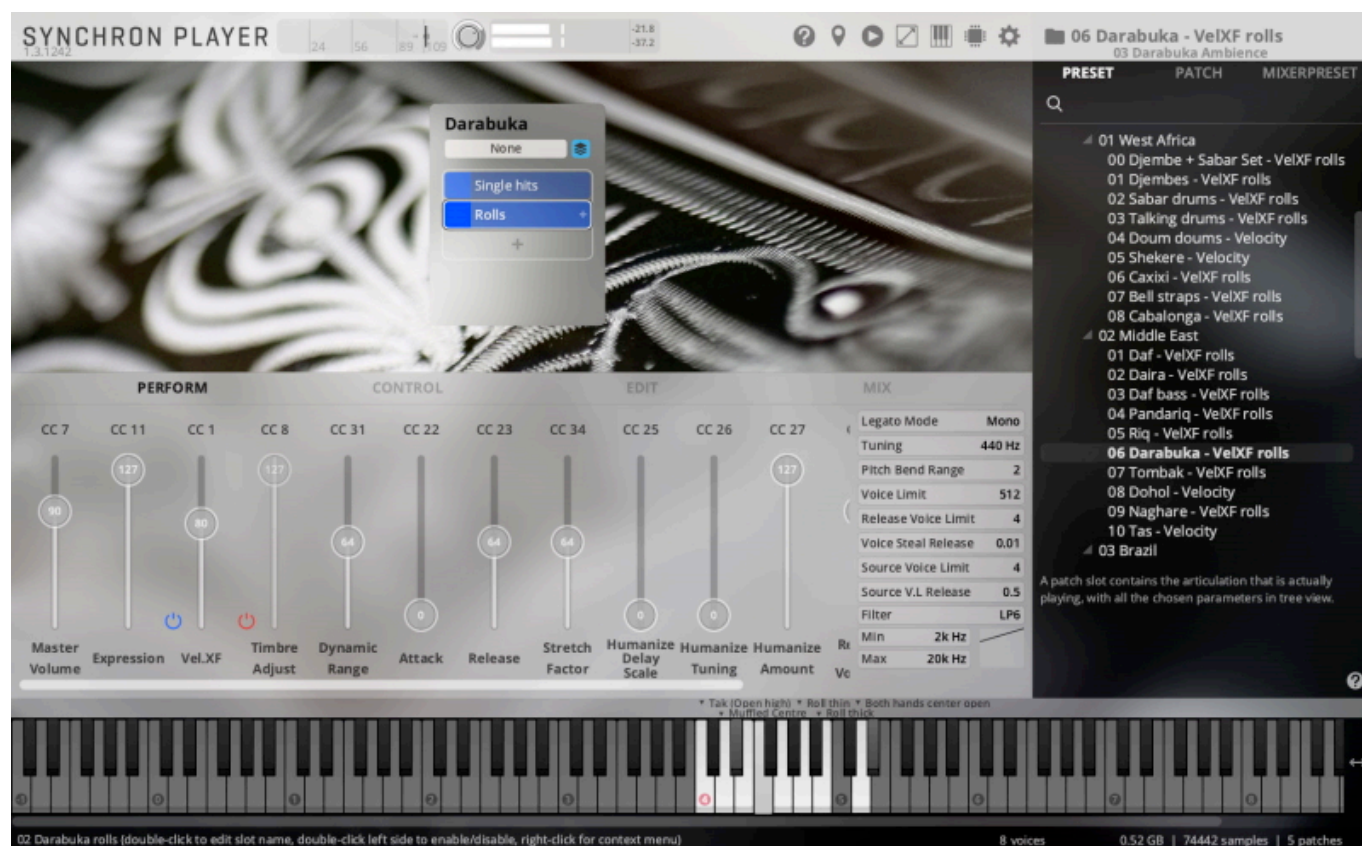 SYNCHRON PLAYER
1.3.1242
24 56 89 109
-21.8
-37.2
06 Darabuka - VelXF rolls
03 Darabuka Ambience
PRESET PATCH MIXERPRESET
Darabuka
None
Single hits
Rolls +
+
01 West Africa
00 Djembe + Sabar Set - VelXF rolls
01 Djembes - VelXF rolls
02 Sabar drums - VelXF rolls
03 Talking drums - VelXF rolls
04 Doum doums - Velocity
05 Shekere - Velocity
06 Caxixi - VelXF rolls
07 Bell straps - VelXF rolls
08 Cabalonga - VelXF rolls
02 Middle East
01 Daf - VelXF rolls
02 Daira - VelXF rolls
03 Daf bass - VelXF rolls
04 Pandariq - VelXF rolls
05 Riq - VelXF rolls
06 Darabuka - VelXF rolls
07 Tombak - VelXF rolls
08 Dohol - Velocity
09 Naghare - VelXF rolls
10 Tas - Velocity
03 Brazil
A patch slot contains the articulation that is actually
playing, with all the chosen parameters in tree view.
PERFORM CONTROL EDIT MIX
CC 7 CC 11 CC 1 CC 8 CC 31 CC 22 CC 23 CC 34 CC 25 CC 26 CC 27
90 127 80 127 64 0 64 64 0 0 127
Master Volume
Expression
Vel.XF
Timbre Adjust
Dynamic Range
Attack
Release
Stretch Factor
Humanize Delay Scale
Humanize Tuning
Humanize Amount
Legato Mode Mono
Tuning 440 Hz
Pitch Bend Range 2
Voice Limit 512
Release Voice Limit 4
Voice Steal Release 0.01
Source Voice Limit 4
Source V.L Release 0.5
Filter LP6
Min 2k Hz
Max 20k Hz
Tak (Open high) Roll thin Both hands center open
Muffled Centre Roll thick
0 1 2 3 4 5 6 7 8
02 Darabuka rolls (double-click to edit slot name, double-click left side to enable/disable, right-click for context menu)
8 voices 0.52 GB | 74442 samples | 5 patches